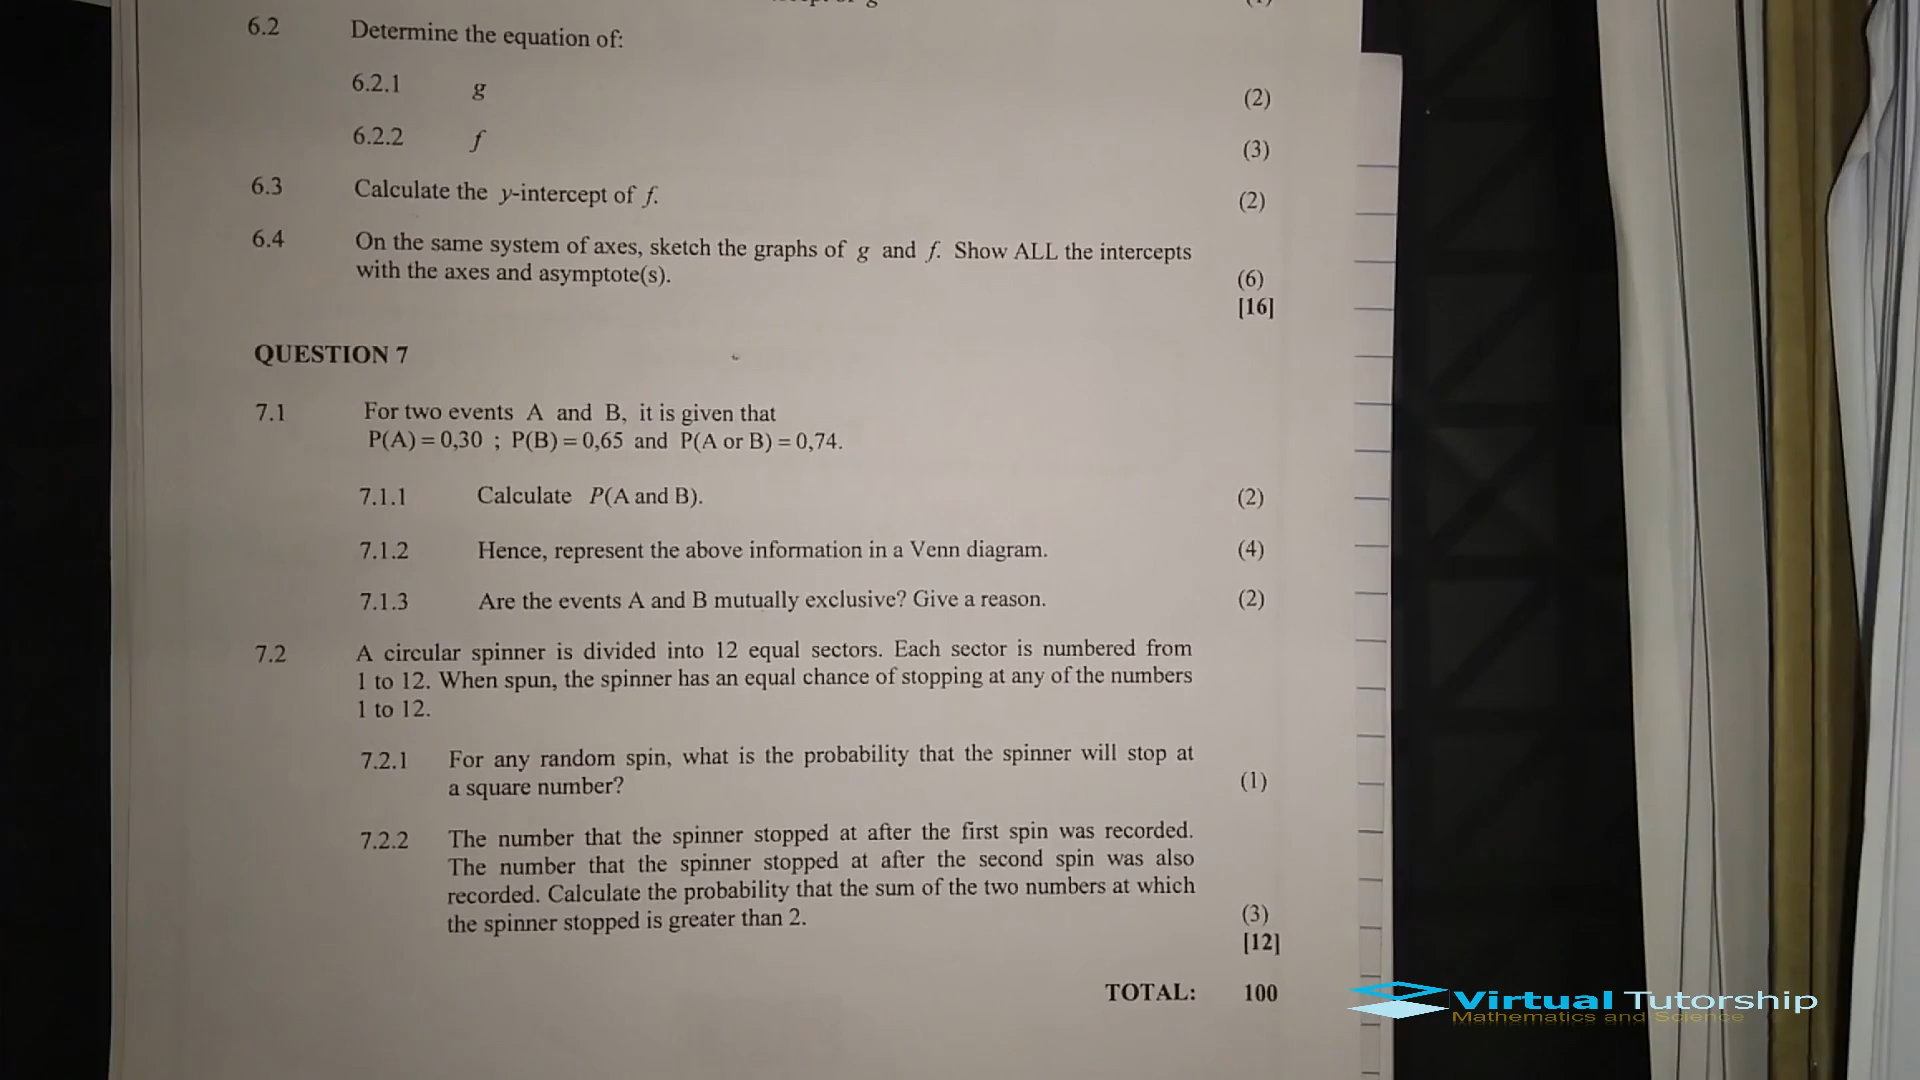 6.2 Determine the equation of:
6.2.1 g (2)
6.2.2 f (3)
6.3 Calculate the y-intercept of f. (2)
6.4 On the same system of axes, sketch the graphs of g and f. Show ALL the intercepts
with the axes and asymptote(s). (6)
[16]
QUESTION 7
7.1 For two events A and B, it is given that
P(A) = 0,30 ; P(B) = 0,65 and P(A or B) = 0,74.
7.1.1 Calculate P(A and B). (2)
7.1.2 Hence, represent the above information in a Venn diagram. (4)
7.1.3 Are the events A and B mutually exclusive? Give a reason. (2)
7.2 A circular spinner is divided into 12 equal sectors. Each sector is numbered from
1 to 12. When spun, the spinner has an equal chance of stopping at any of the numbers
1 to 12.
7.2.1 For any random spin, what is the probability that the spinner will stop at
a square number? (1)
7.2.2 The number that the spinner stopped at after the first spin was recorded.
The number that the spinner stopped at after the second spin was also
recorded. Calculate the probability that the sum of the two numbers at which
the spinner stopped is greater than 2. (3)
[12]
TOTAL: 100
Virtual Tutorship
Mathematics and Science